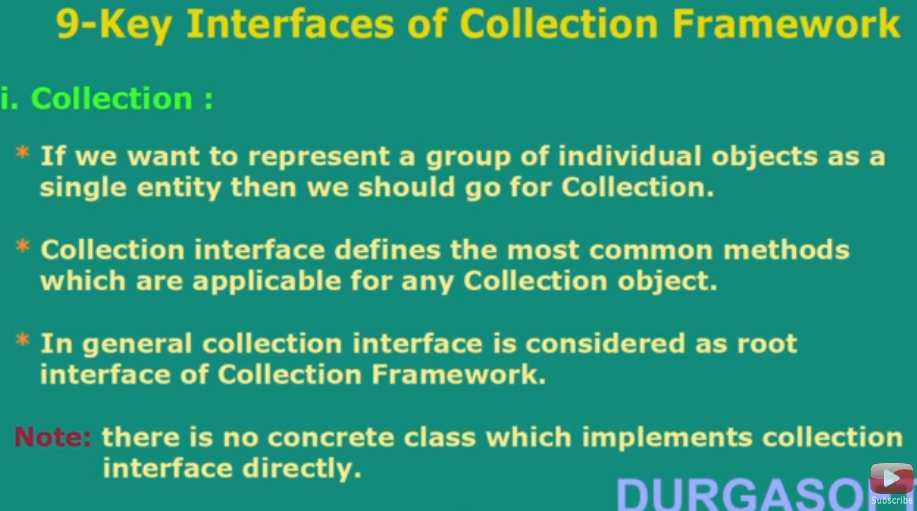 9-Key Interfaces of Collection Framework
i. Collection :
* If we want to represent a group of individual objects as a
single entity then we should go for Collection.
* Collection interface defines the most common methods
which are applicable for any Collection object.
* In general collection interface is considered as root
interface of Collection Framework.
Note: there is no concrete class which implements collection
interface directly.
DURGASOFT
Subscribe